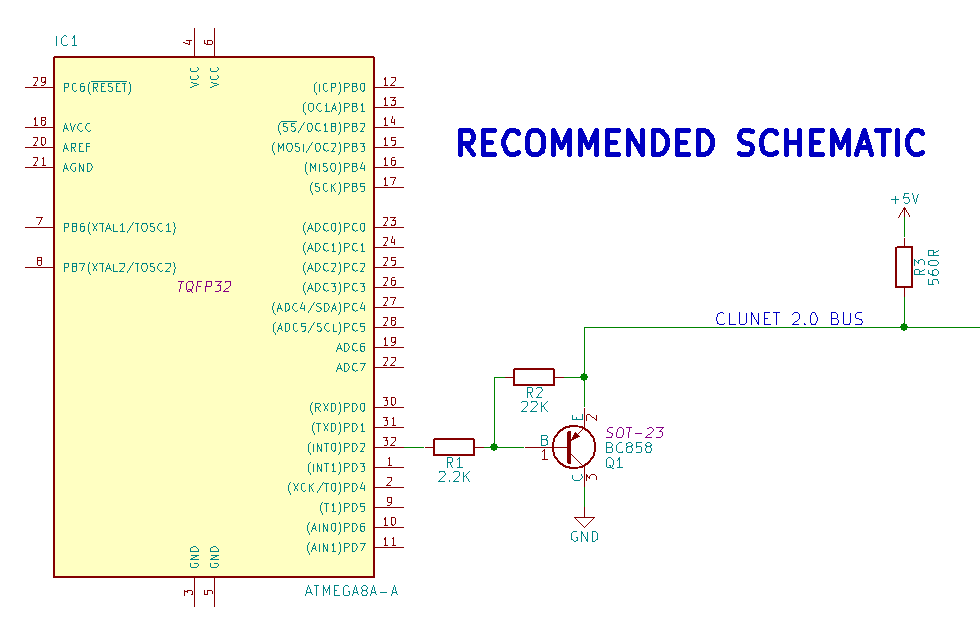 IC1
4
6
VCC
VCC
29
PC6(RESET)
(ICP)PB0
12
(OC1A)PB1
13
18
AVCC
(SS/OC1B)PB2
14
20
AREF
(MOSI/OC2)PB3
15
21
AGND
(MISO)PB4
16
(SCK)PB5
17
7
PB6(XTAL1/TOSC1)
(ADC0)PC0
23
(ADC1)PC1
24
8
PB7(XTAL2/TOSC2)
(ADC2)PC2
25
TQFP32
(ADC3)PC3
26
(ADC4/SDA)PC4
27
(ADC5/SCL)PC5
28
ADC6
19
ADC7
22
(RXD)PD0
30
(TXD)PD1
31
(INT0)PD2
32
(INT1)PD3
1
(XCK/T0)PD4
2
(T1)PD5
9
(AIN0)PD6
10
(AIN1)PD7
11
GND
GND
3
5
ATMEGA8A-A
RECOMMENDED SCHEMATIC
+5V
R3
560R
CLUNET 2.0 BUS
R2
22K
R1
2.2K
B
1
E
2
C
3
SOT-23
BC858
Q1
GND